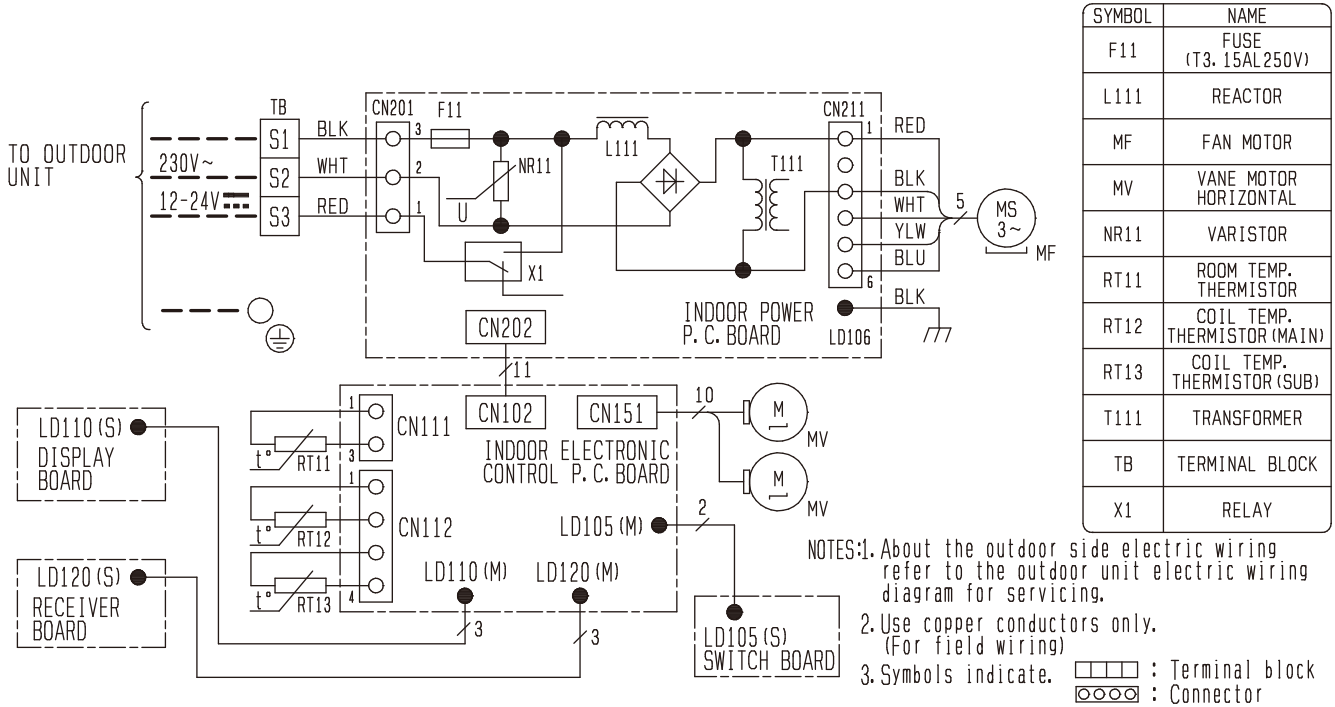 TO OUTDOOR
UNIT
230V~
12-24V
TB
S1
S2
S3
BLK
WHT
RED
CN201
3
2
1
F11
NR11
U
L111
X1
T111
CN211
1
6
RED
BLK
WHT
YLW
BLU
5
MS
3~
MF
BLK
LD106
INDOOR POWER
P.C.BOARD
CN202
11
CN102
CN151
10
M
MV
M
MV
INDOOR ELECTRONIC
CONTROL P.C.BOARD
CN111
1
3
t°
RT11
CN112
1
4
t°
RT12
t°
RT13
LD110(S)
DISPLAY
BOARD
LD120(S)
RECEIVER
BOARD
LD105(M)
2
LD110(M)
LD120(M)
3
3
LD105(S)
SWITCH BOARD
SYMBOL NAME
F11 FUSE
(T3.15AL250V)
L111 REACTOR
MF FAN MOTOR
MV VANE MOTOR
HORIZONTAL
NR11 VARISTOR
RT11 ROOM TEMP.
THERMISTOR
RT12 COIL TEMP.
THERMISTOR(MAIN)
RT13 COIL TEMP.
THERMISTOR(SUB)
T111 TRANSFORMER
TB TERMINAL BLOCK
X1 RELAY
NOTES:1. About the outdoor side electric wiring
refer to the outdoor unit electric wiring
diagram for servicing.
2. Use copper conductors only.
(For field wiring)
3. Symbols indicate. : Terminal block
: Connector